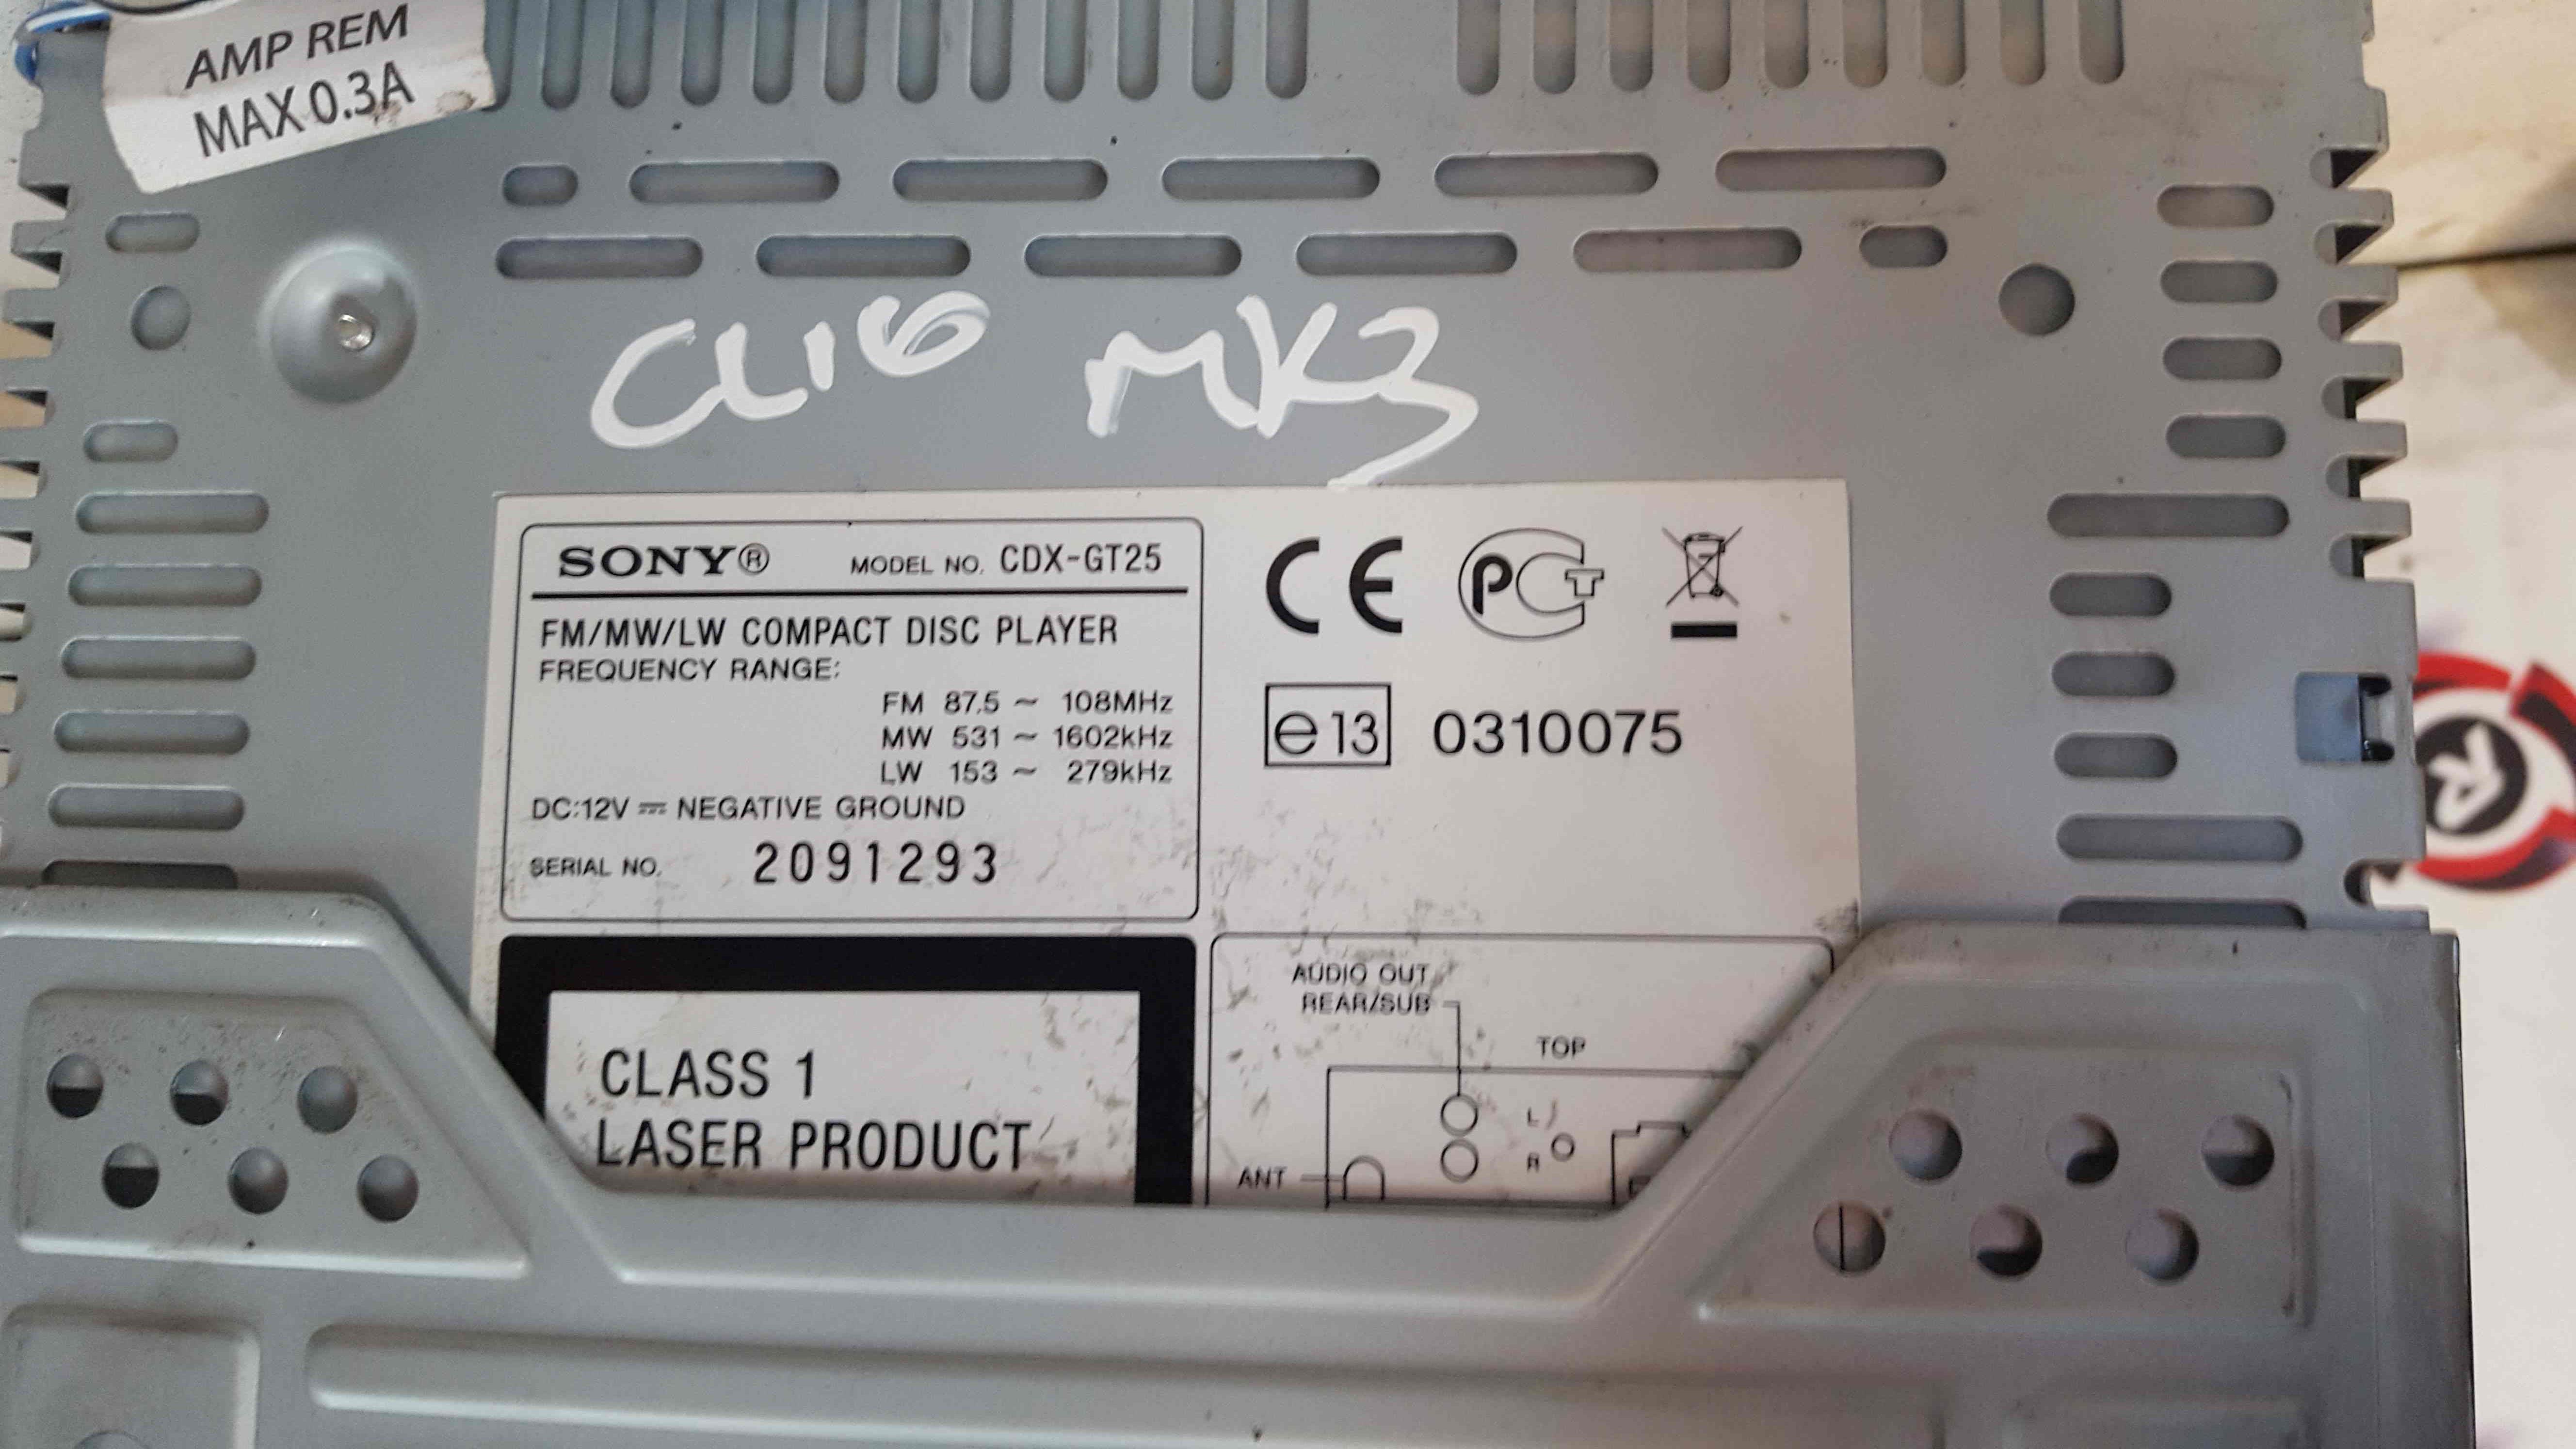 AMP REM
MAX 0.3A
CLIO MK3
SONY® MODEL NO. CDX-GT25
FM/MW/LW COMPACT DISC PLAYER
FREQUENCY RANGE:
FM 87.5 ~ 108MHz
MW 531 ~ 1602kHz
LW 153 ~ 279kHz
DC:12V ⎓ NEGATIVE GROUND
SERIAL NO. 2091293
CE PCT
e13 0310075
CLASS 1
LASER PRODUCT
AUDIO OUT
REAR/SUB
TOP
L
R
ANT
R